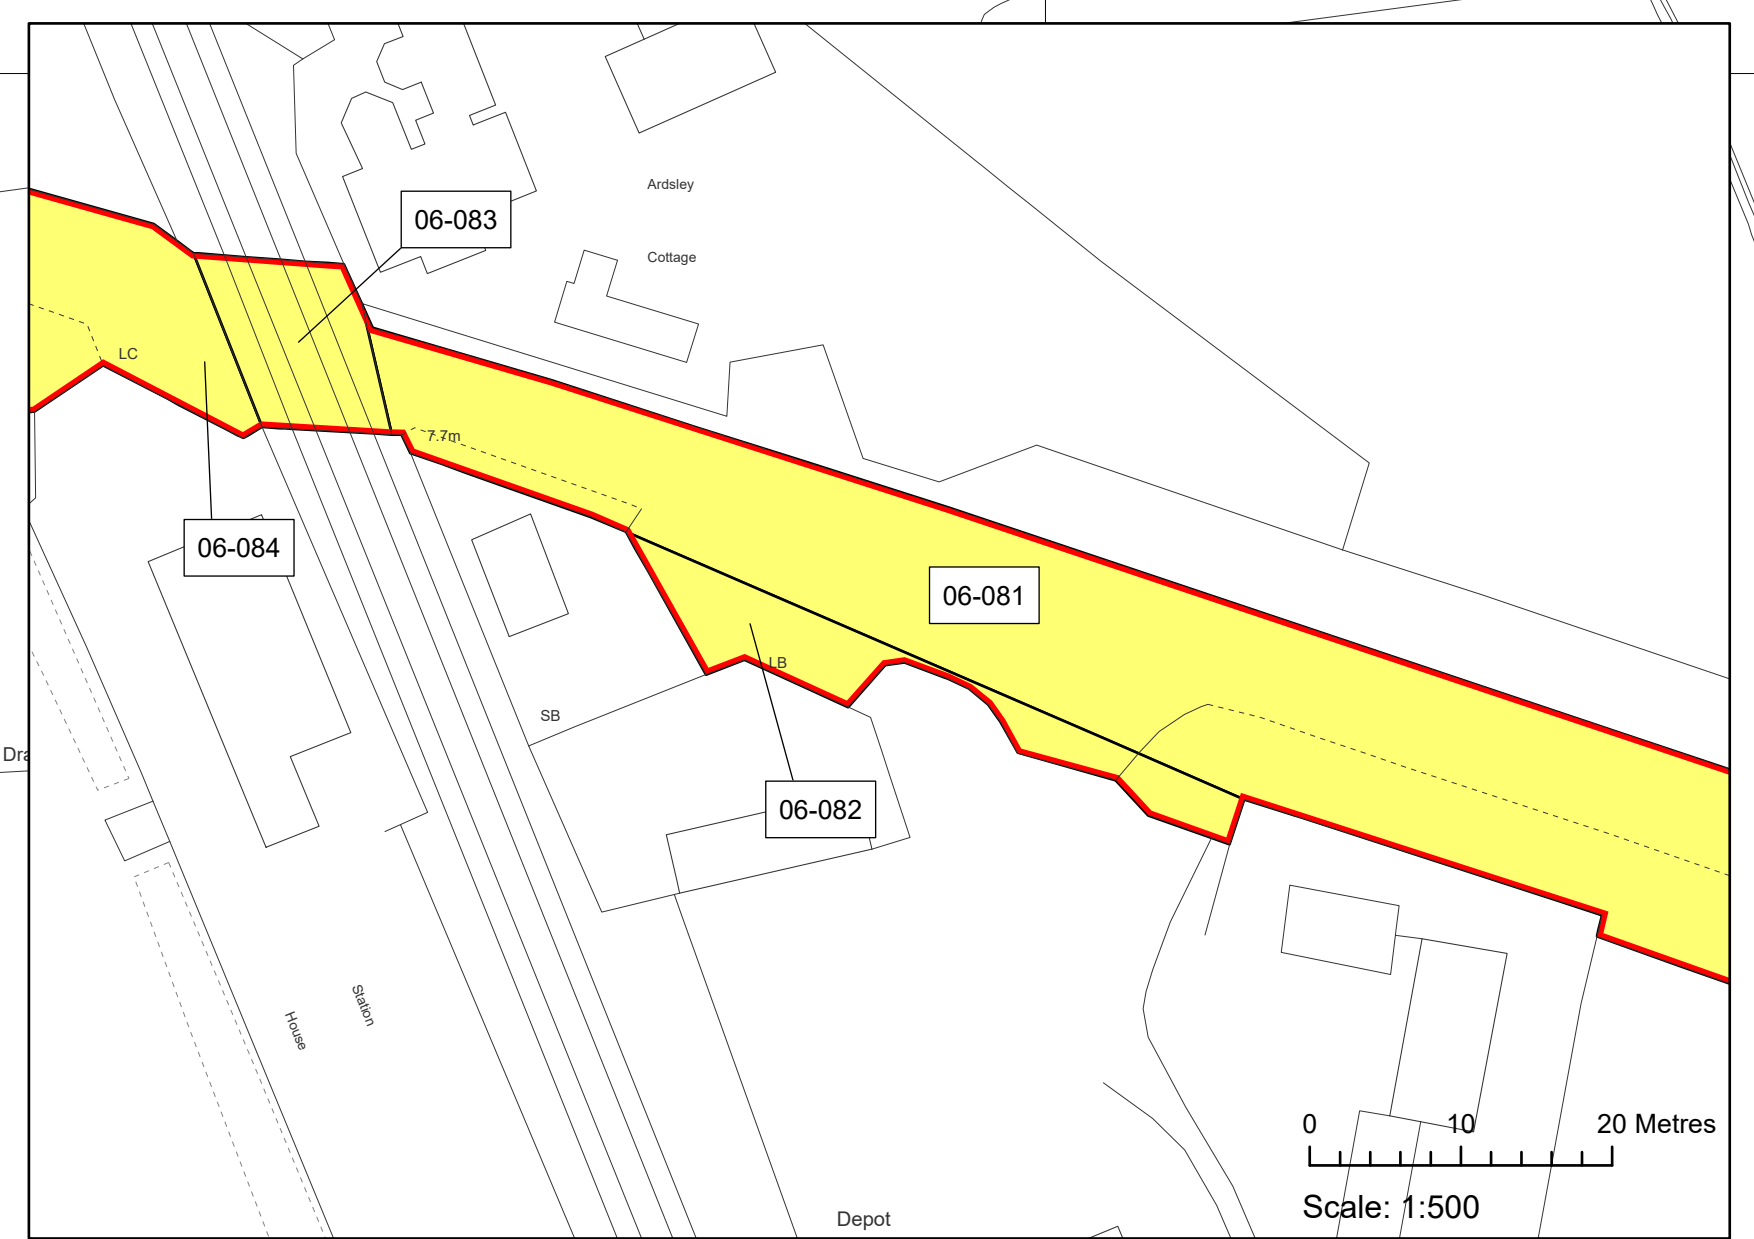 Ardsley
06-083
Cottage
LC
7.7m
06-084
06-081
LB
SB
06-082
Station
House
0 10 20 Metres
Scale: 1:500
Depot